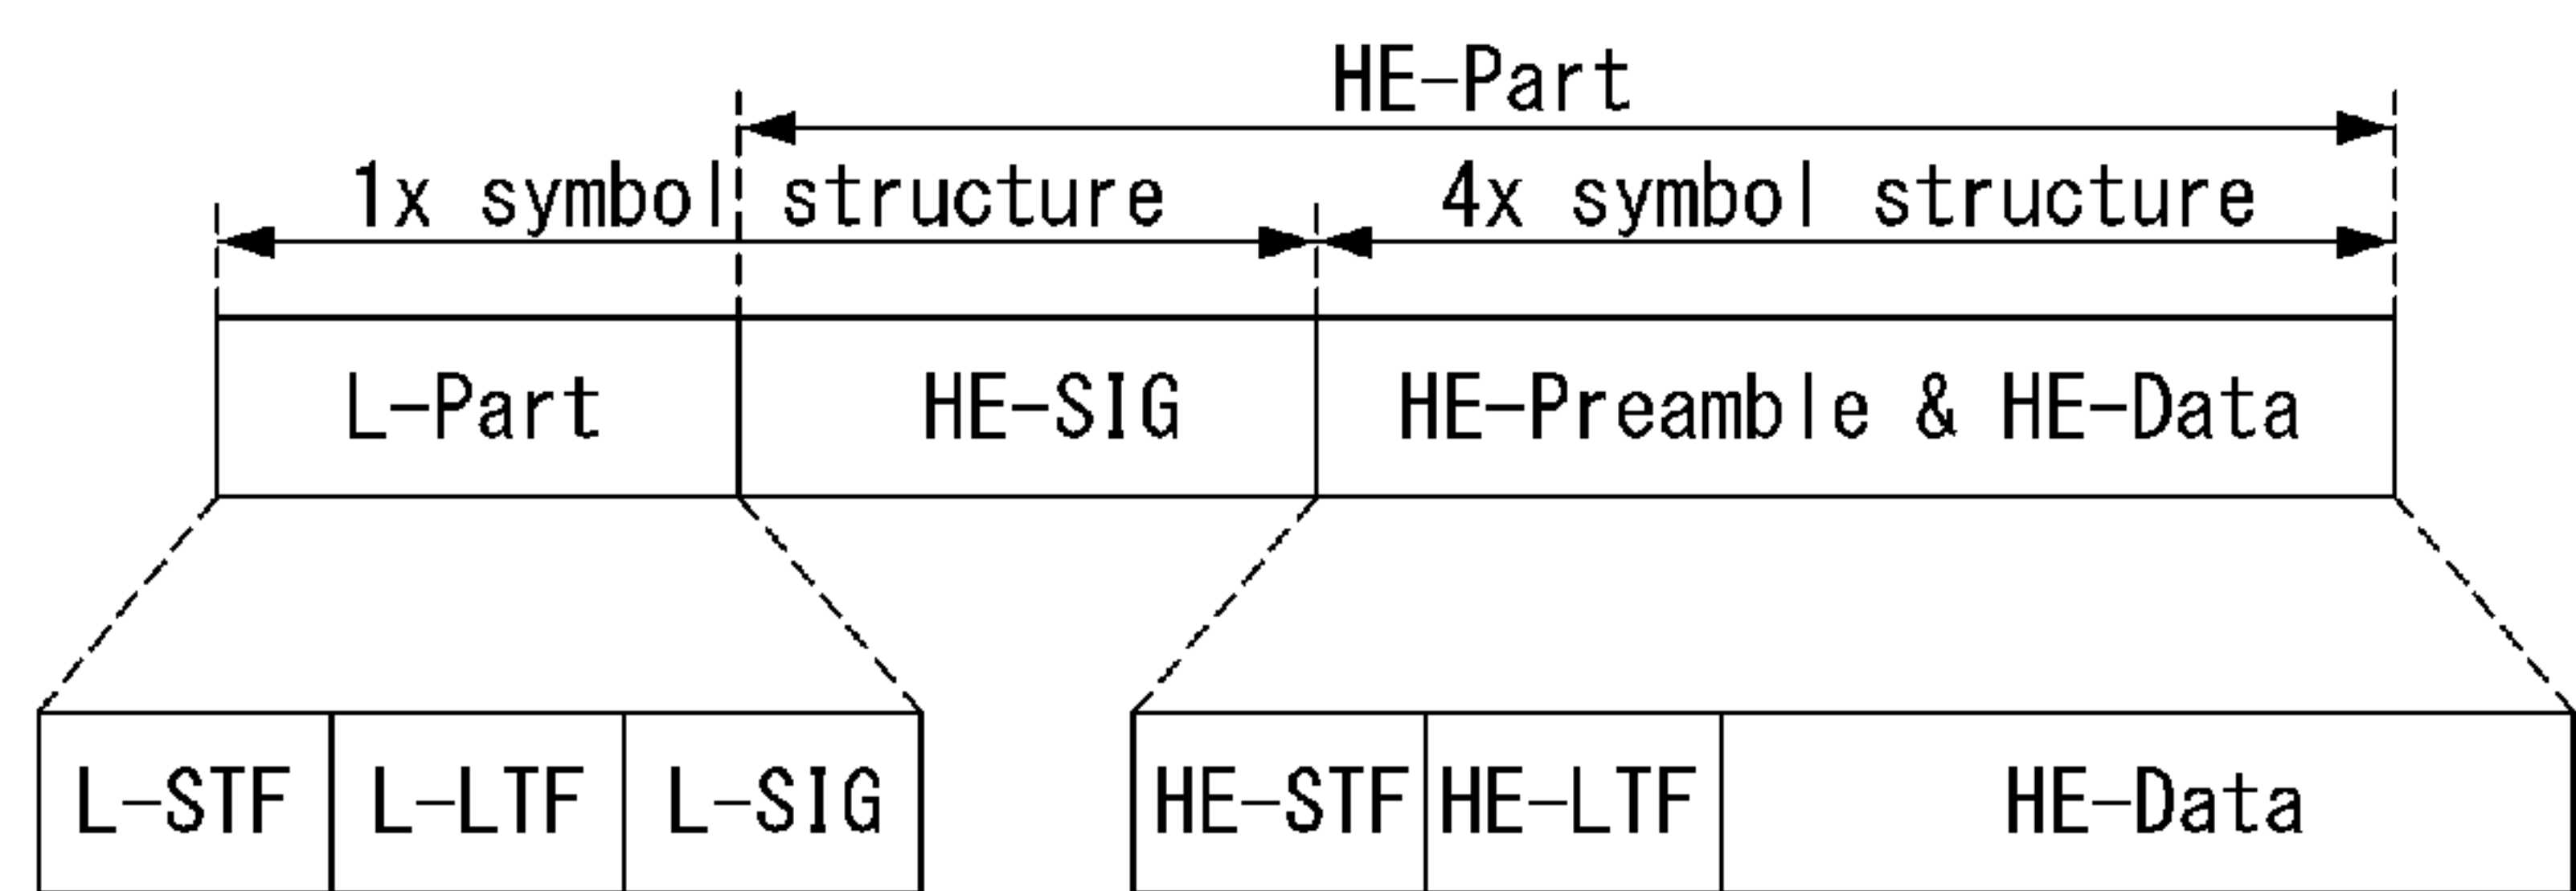 HE-Part
1x symbol structure 4x symbol structure
L-Part HE-SIG HE-Preamble & HE-Data
L-STF L-LTF L-SIG HE-STF HE-LTF HE-Data